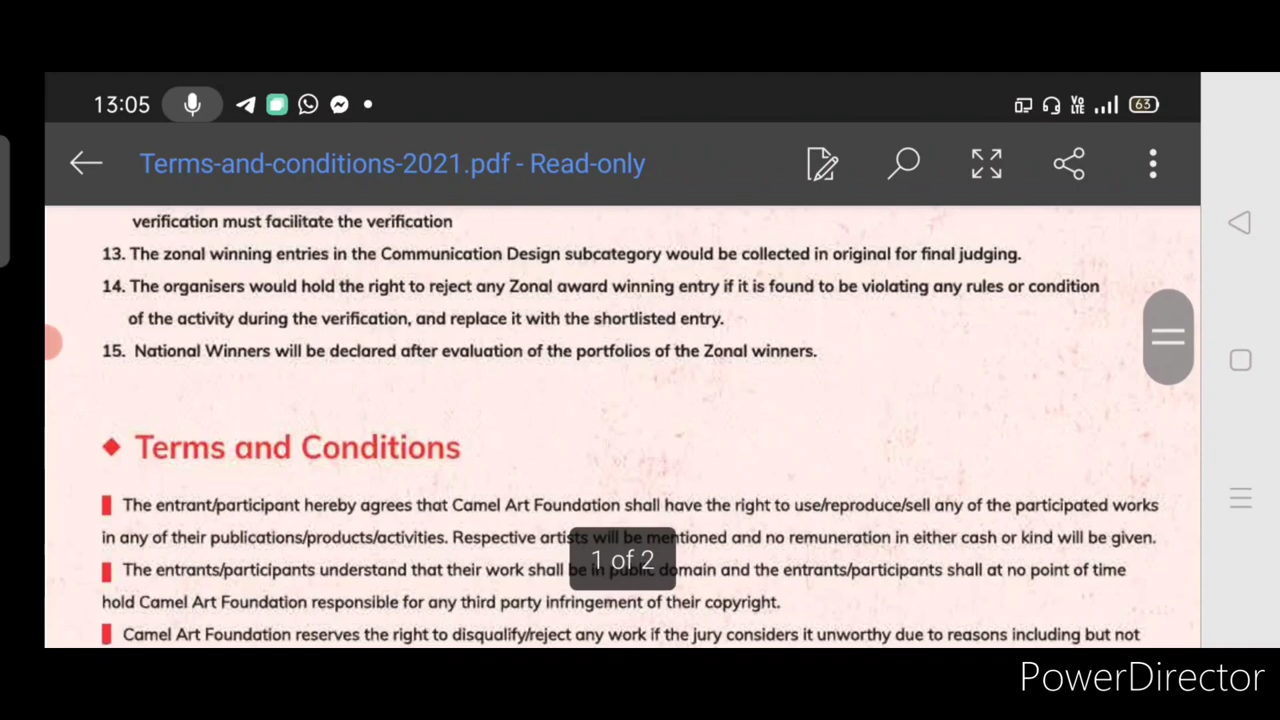 13:05
Vo
LTE
63
Terms-and-conditions-2021.pdf - Read-only
verification must facilitate the verification
13. The zonal winning entries in the Communication Design subcategory would be collected in original for final judging.
14. The organisers would hold the right to reject any Zonal award winning entry if it is found to be violating any rules or condition
of the activity during the verification, and replace it with the shortlisted entry.
15. National Winners will be declared after evaluation of the portfolios of the Zonal winners.
Terms and Conditions
The entrant/participant hereby agrees that Camel Art Foundation shall have the right to use/reproduce/sell any of the participated works
in any of their publications/products/activities. Respective artists will be mentioned and no remuneration in either cash or kind will be given.
1 of 2
The entrants/participants understand that their work shall be in public domain and the entrants/participants shall at no point of time
hold Camel Art Foundation responsible for any third party infringement of their copyright.
Camel Art Foundation reserves the right to disqualify/reject any work if the jury considers it unworthy due to reasons including but not
PowerDirector